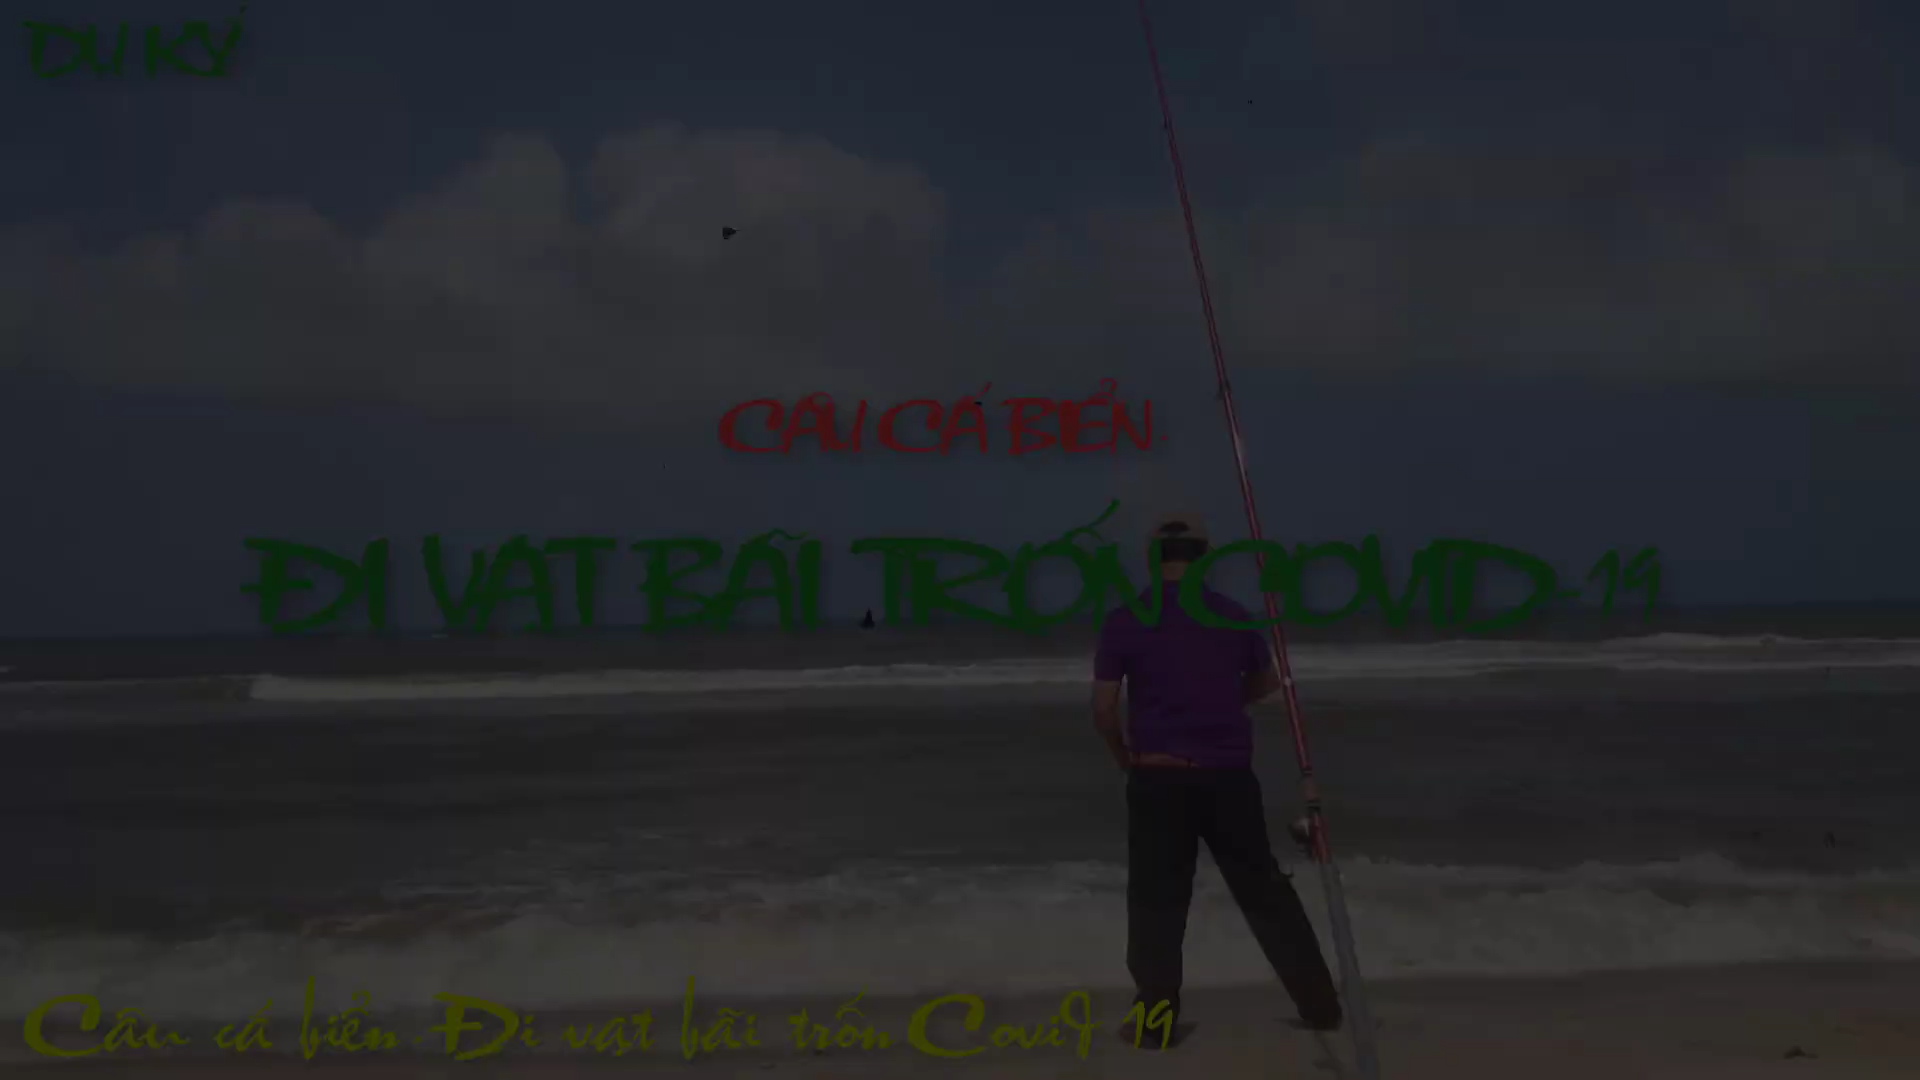 DU KÝ
CÂU CÁ BIỂN.
ĐI VẠT BÃI TRỐN COVID-19
Câu cá biển. Đi vạt bãi trốn Covid 19